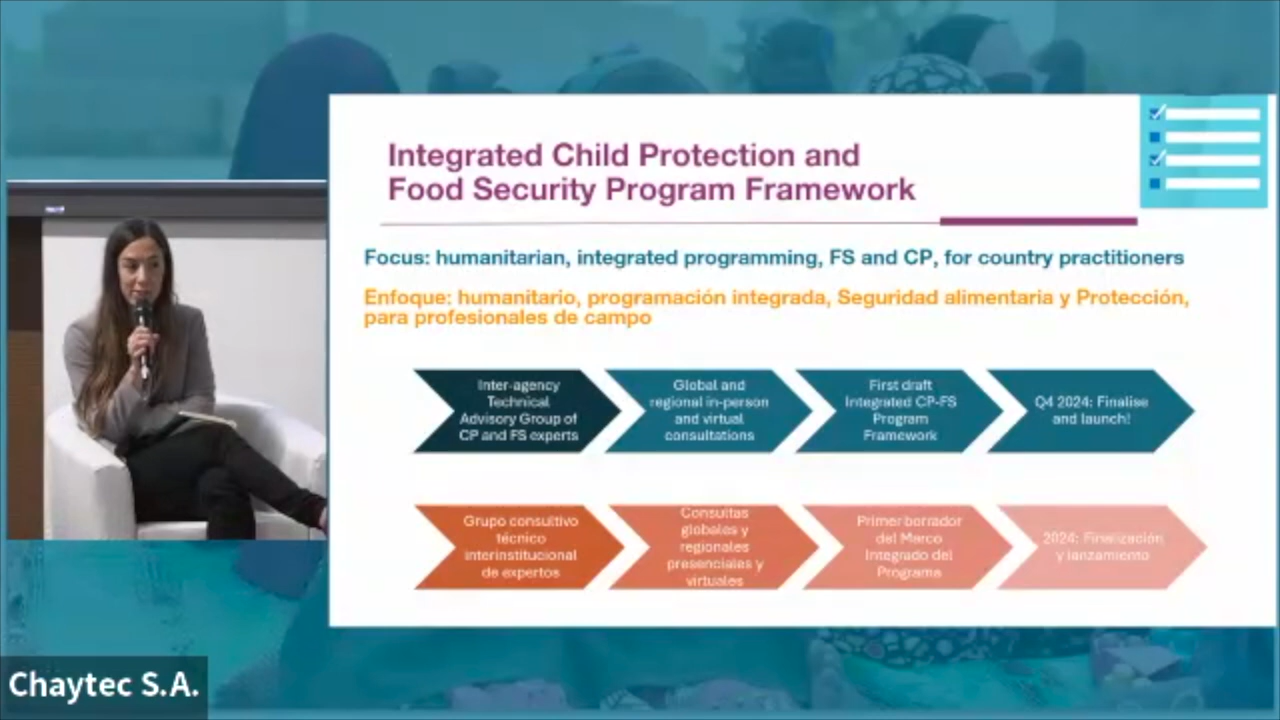 Integrated Child Protection and
Food Security Program Framework
Focus: humanitarian, integrated programming, FS and CP, for country practitioners
Enfoque: humanitario, programación integrada, Seguridad alimentaria y Protección,
para profesionales de campo
Inter-agency
Technical
Advisory Group of
CP and FS experts
Global and
regional in-person
and virtual
consultations
First draft
Integrated CP-FS
Program
Framework
Q4 2024: Finalise
and launch!
Grupo consultivo
técnico
interinstitucional
de expertos
Consultas
globales y
regionales
presenciales y
virtuales
Primer borrador
del Marco
Integrado del
Programa
2024: Finalización
y lanzamiento
Chaytec S.A.